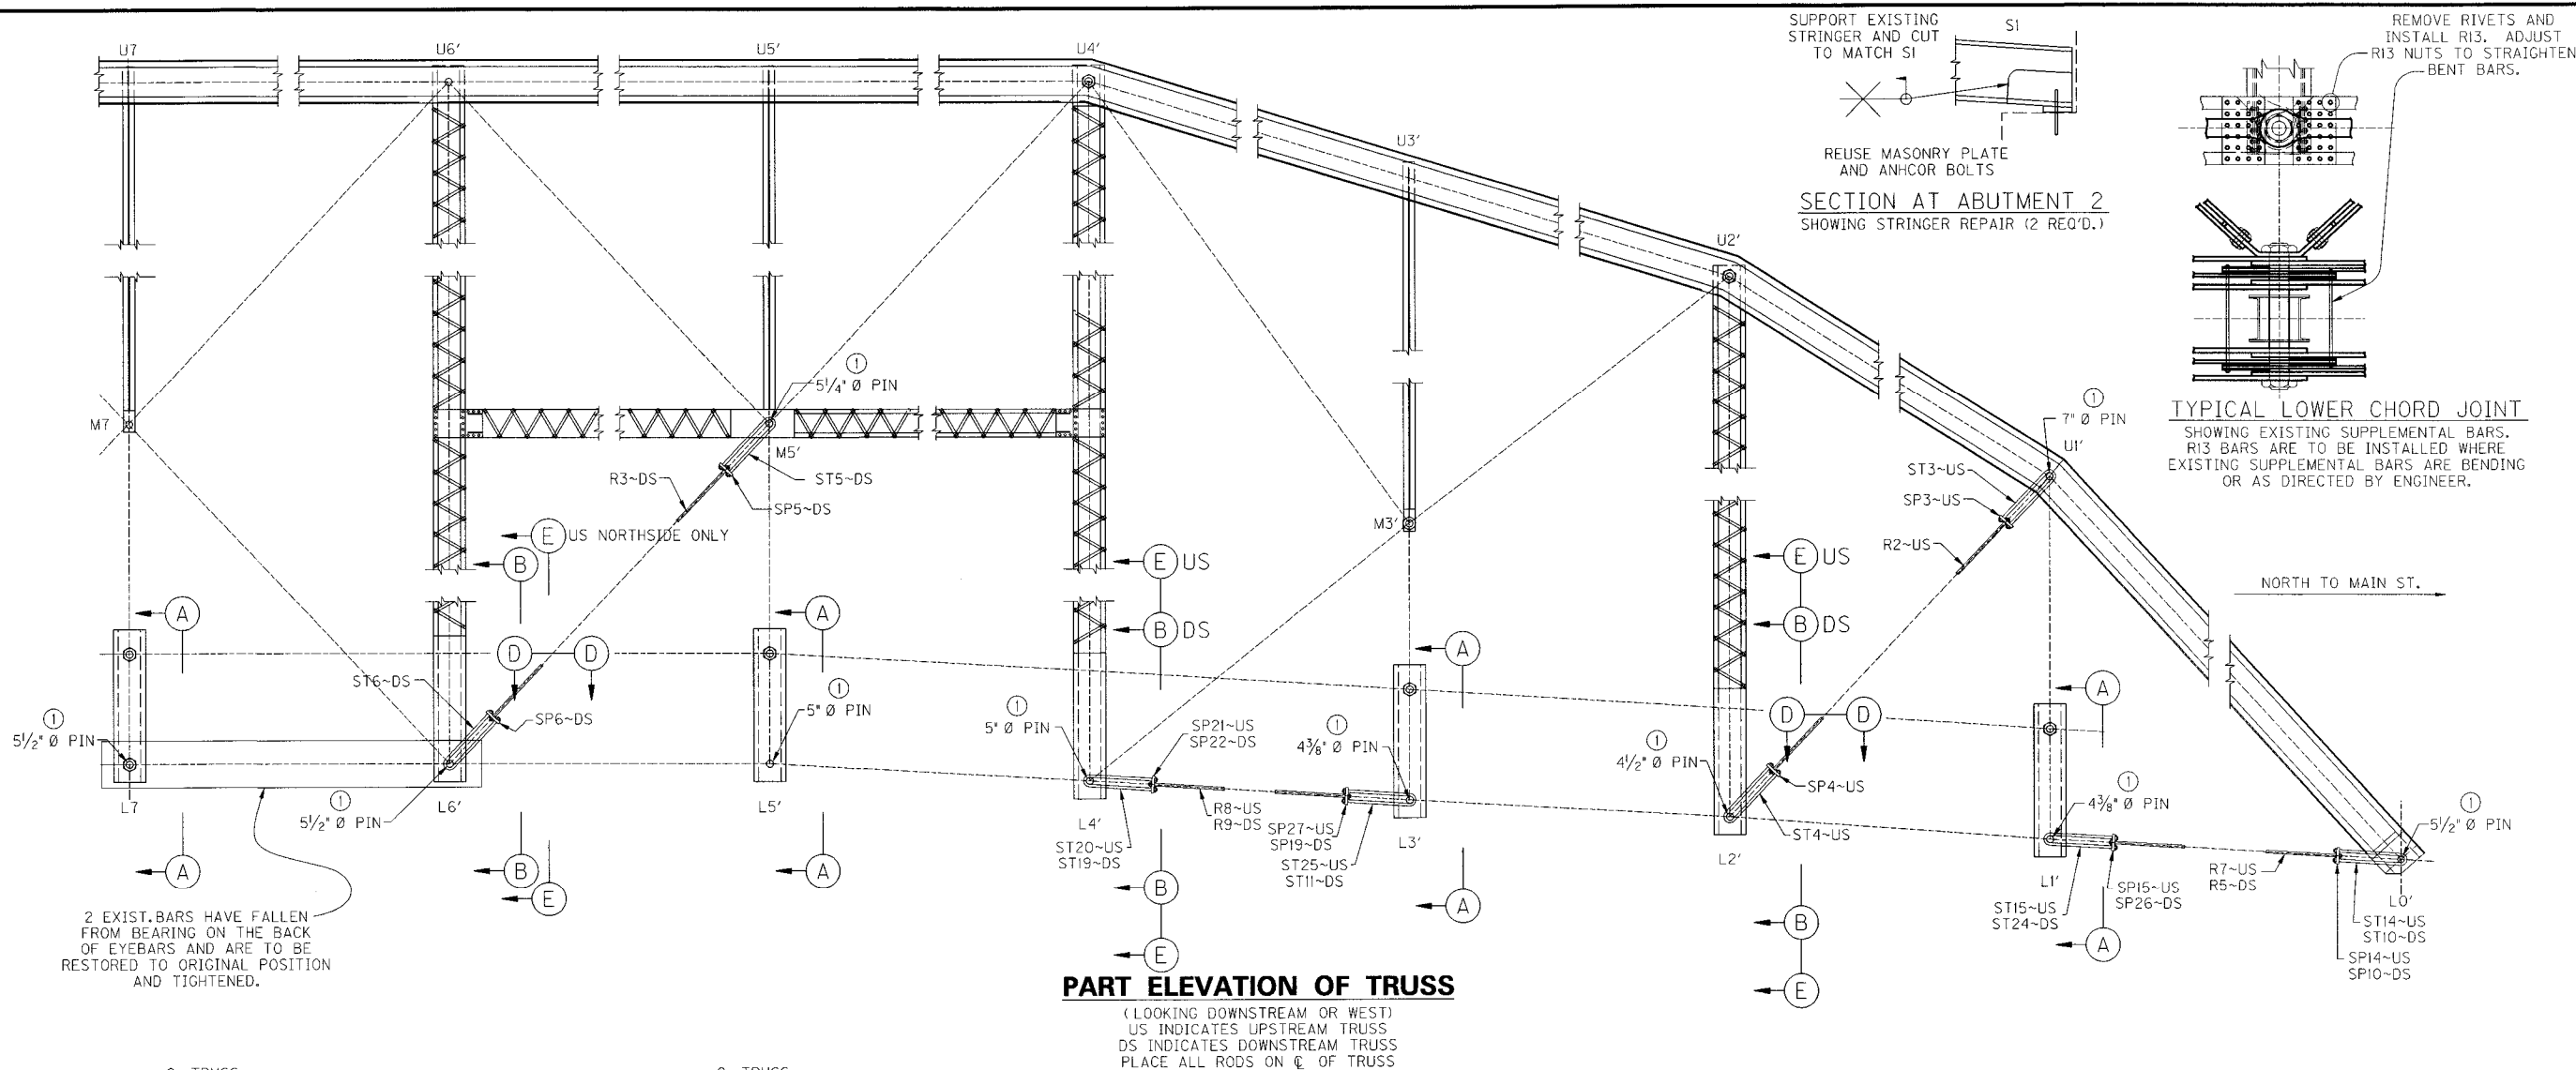 U7
U6'
U5'
U4'
U3'
U2'
U1'
SUPPORT EXISTING
STRINGER AND CUT
TO MATCH S1
S1
REUSE MASONRY PLATE
AND ANHCOR BOLTS
SECTION AT ABUTMENT 2
SHOWING STRINGER REPAIR (2 REQ'D.)
REMOVE RIVETS AND
INSTALL R13. ADJUST
R13 NUTS TO STRAIGHTEN
BENT BARS.
TYPICAL LOWER CHORD JOINT
SHOWING EXISTING SUPPLEMENTAL BARS.
R13 BARS ARE TO BE INSTALLED WHERE
EXISTING SUPPLEMENTAL BARS ARE BENDING
OR AS DIRECTED BY ENGINEER.
1
5¼" Ø PIN
1
7" Ø PIN
M7
M5'
M3'
R3~DS
ST5~DS
SP5~DS
ST3~US
SP3~US
R2~US
E US NORTHSIDE ONLY
B
E US
B DS
E US
B DS
NORTH TO MAIN ST.
A
A
A
A
D D
D D
ST6~DS
SP6~DS
1
5½" Ø PIN
1
5½" Ø PIN
1
5" Ø PIN
1
5" Ø PIN
SP21~US
SP22~DS
1
4⅜" Ø PIN
1
4½" Ø PIN
SP4~US
ST4~US
1
4⅜" Ø PIN
1
5½" Ø PIN
R8~US
R9~DS
SP27~US
SP19~DS
ST20~US
ST19~DS
ST25~US
ST11~DS
L7
L6'
L5'
L4'
L3'
L2'
L1'
L0'
ST15~US
ST24~DS
SP15~US
SP26~DS
R7~US
R5~DS
ST14~US
ST10~DS
SP14~US
SP10~DS
A
B
E
A
B
E
A
B
E
A
2 EXIST.BARS HAVE FALLEN
FROM BEARING ON THE BACK
OF EYEBARS AND ARE TO BE
RESTORED TO ORIGINAL POSITION
AND TIGHTENED.
PART ELEVATION OF TRUSS
(LOOKING DOWNSTREAM OR WEST)
US INDICATES UPSTREAM TRUSS
DS INDICATES DOWNSTREAM TRUSS
PLACE ALL RODS ON ℄ OF TRUSS
TRUSS
TRUSS